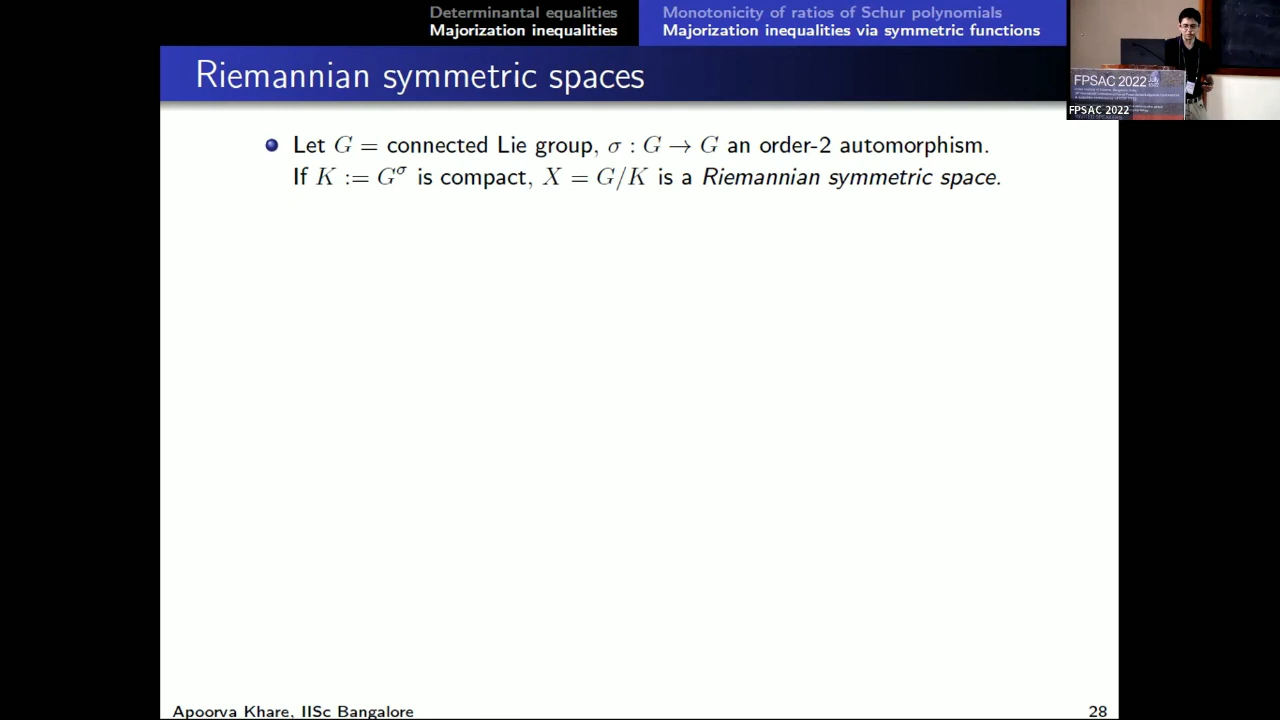 Determinantal equalities
Majorization inequalities
Monotonicity of ratios of Schur polynomials
Majorization inequalities via symmetric functions
Riemannian symmetric spaces
Let G = connected Lie group, σ : G → G an order-2 automorphism.
If K := G^σ is compact, X = G/K is a Riemannian symmetric space.
FPSAC 2022
FPSAC 2022
Apoorva Khare, IISc Bangalore
28